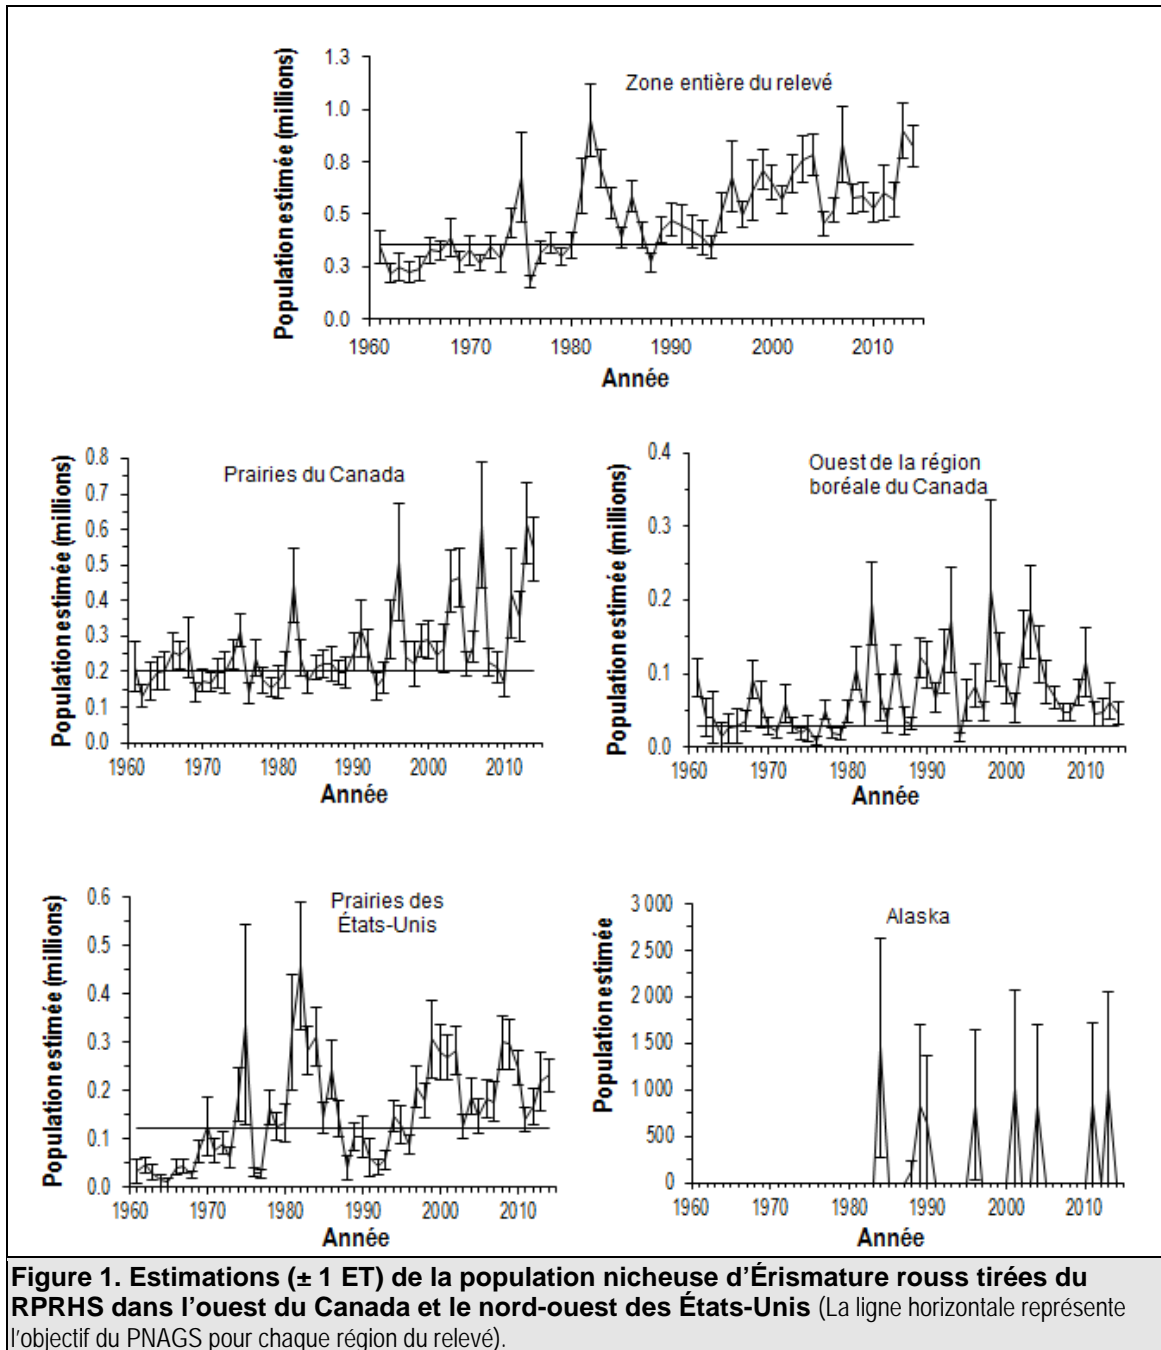 Zone entière du relevé
Population estimée (millions)
1.3
1.0
0.8
0.5
0.3
0.0
1960 1970 1980 1990 2000 2010
Année
Prairies du Canada
Population estimée (millions)
0.8
0.7
0.6
0.5
0.4
0.3
0.2
0.1
0.0
1960 1970 1980 1990 2000 2010
Année
Ouest de la région
boréale du Canada
Population estimée (millions)
0.4
0.3
0.2
0.1
0.0
1960 1970 1980 1990 2000 2010
Année
Prairies des
États-Unis
Population estimée (millions)
0.6
0.5
0.4
0.3
0.2
0.1
0.0
1960 1970 1980 1990 2000 2010
Année
Alaska
Population estimée
3 000
2 500
2 000
1 500
1 000
500
0
1960 1970 1980 1990 2000 2010
Année
Figure 1. Estimations (± 1 ET) de la population nicheuse d'Érismature rouss tirées du
RPRHS dans l'ouest du Canada et le nord-ouest des États-Unis (La ligne horizontale représente
l'objectif du PNAGS pour chaque région du relevé).